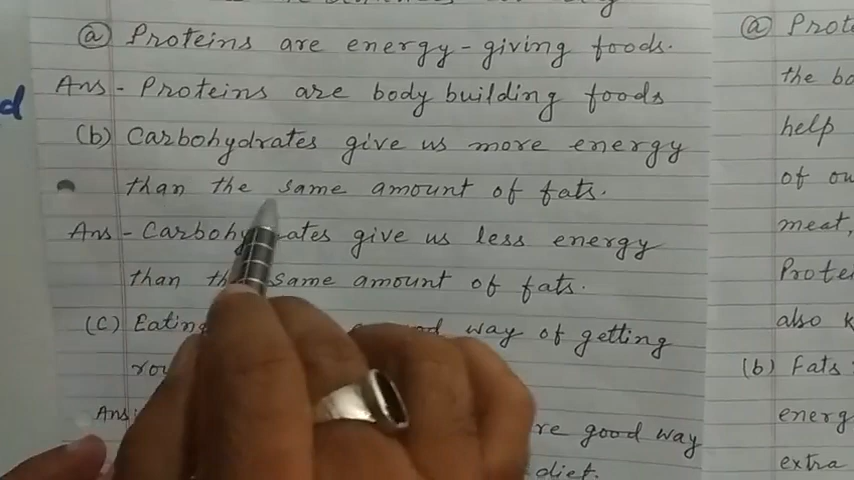 (a) Proteins are energy-giving foods.
Ans - Proteins are body building foods
(b) Carbohydrates give us more energy
than the same amount of fats.
Ans - Carbohy ates give us less energy
than th same amount of fats.
(c) Eating way of getting
Ans
re good way
diet.
d
(a) Prot
the bo
help
of ou
meat,
Prote
also k
(b) Fats
energ
extra